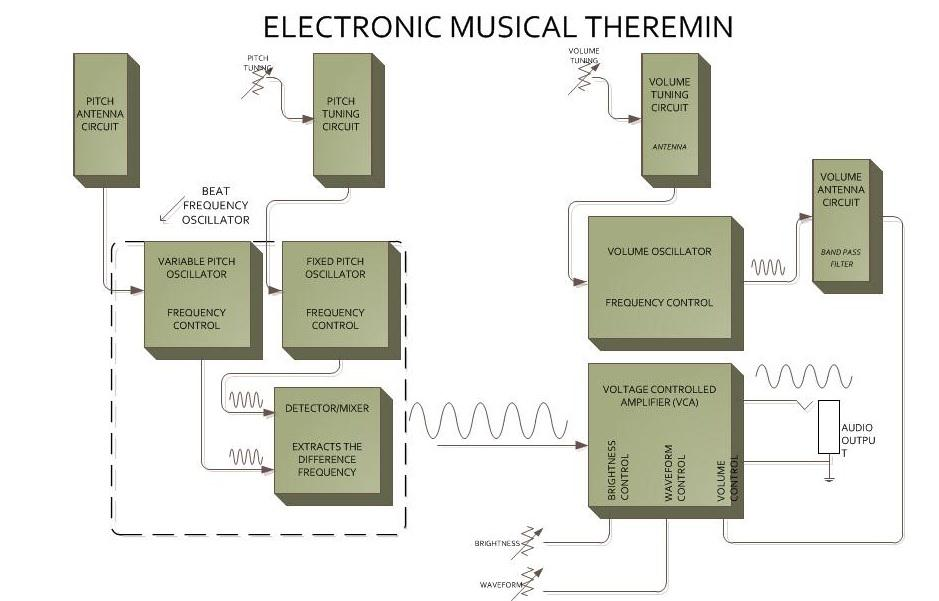 ELECTRONIC MUSICAL THEREMIN
PITCH
ANTENNA
CIRCUIT
PITCH
TUNING
PITCH
TUNING
CIRCUIT
VOLUME
TUNING
VOLUME
TUNING
CIRCUIT
ANTENNA
VOLUME
ANTENNA
CIRCUIT
BAND PASS
FILTER
BEAT
FREQUENCY
OSCILLATOR
VARIABLE PITCH
OSCILLATOR
FREQUENCY
CONTROL
FIXED PITCH
OSCILLATOR
FREQUENCY
CONTROL
VOLUME OSCILLATOR
FREQUENCY CONTROL
DETECTOR/MIXER
EXTRACTS THE
DIFFERENCE
FREQUENCY
VOLTAGE CONTROLLED
AMPLIFIER (VCA)
BRIGHTNESS
CONTROL
WAVEFORM
CONTROL
VOLUME
CONTROL
AUDIO
OUTPU
T
BRIGHTNESS
WAVEFORM